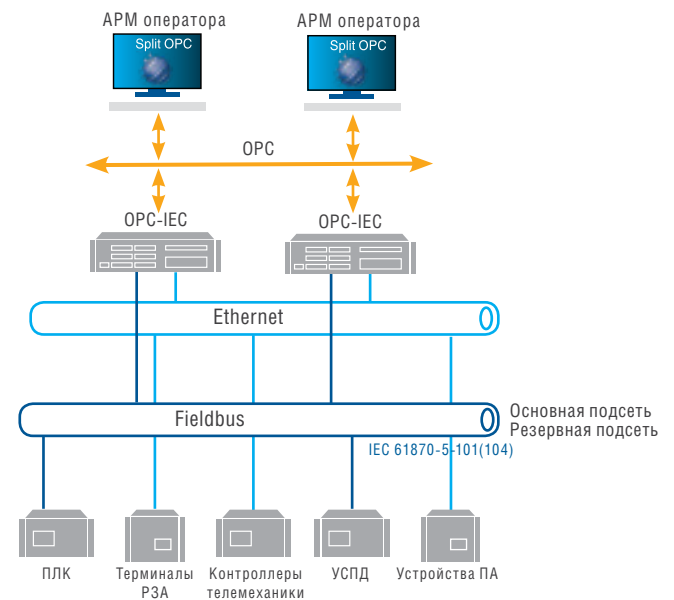 АРМ оператора
АРМ оператора
Split OPC
Split OPC
OPC
OPC-IEC
OPC-IEC
Ethernet
Fieldbus
Основная подсеть
Резервная подсеть
IEC 61870-5-101(104)
ПЛК
Терминалы
РЗА
Контроллеры
телемеханики
УСПД
Устройства ПА